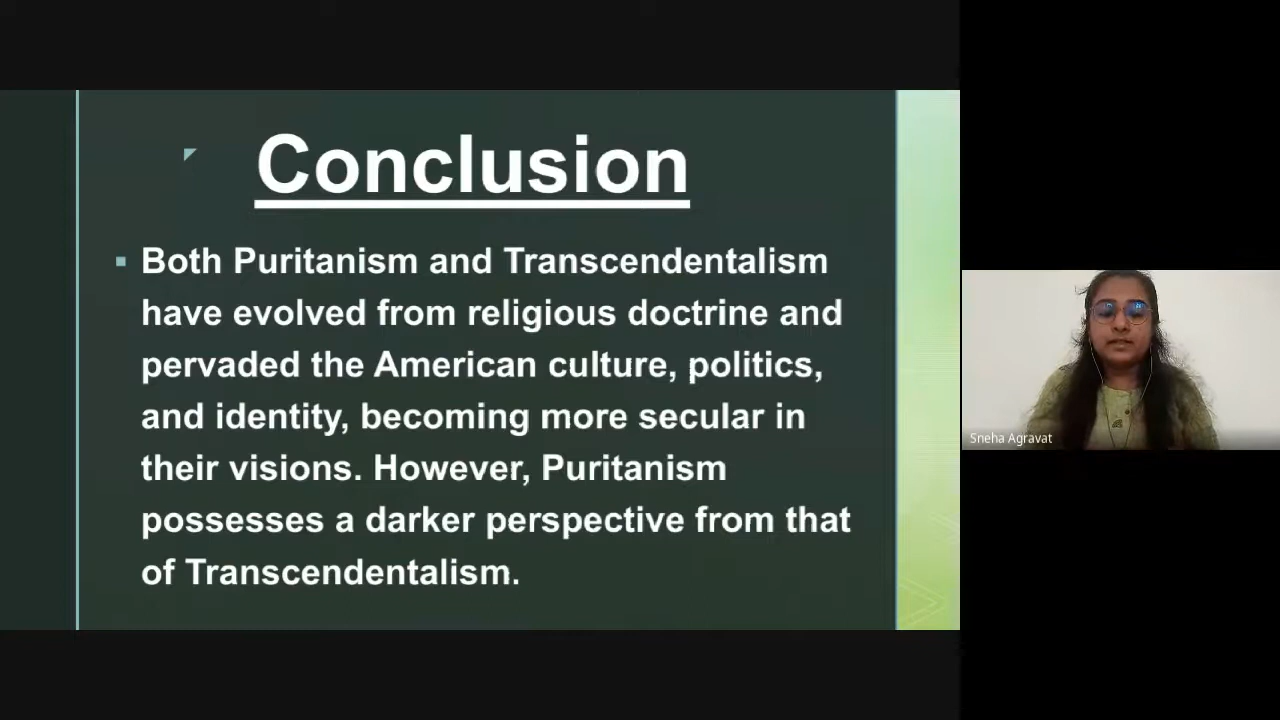 Conclusion
Both Puritanism and Transcendentalism
have evolved from religious doctrine and
pervaded the American culture, politics,
and identity, becoming more secular in
their visions. However, Puritanism
possesses a darker perspective from that
of Transcendentalism.
Sneha Agravat